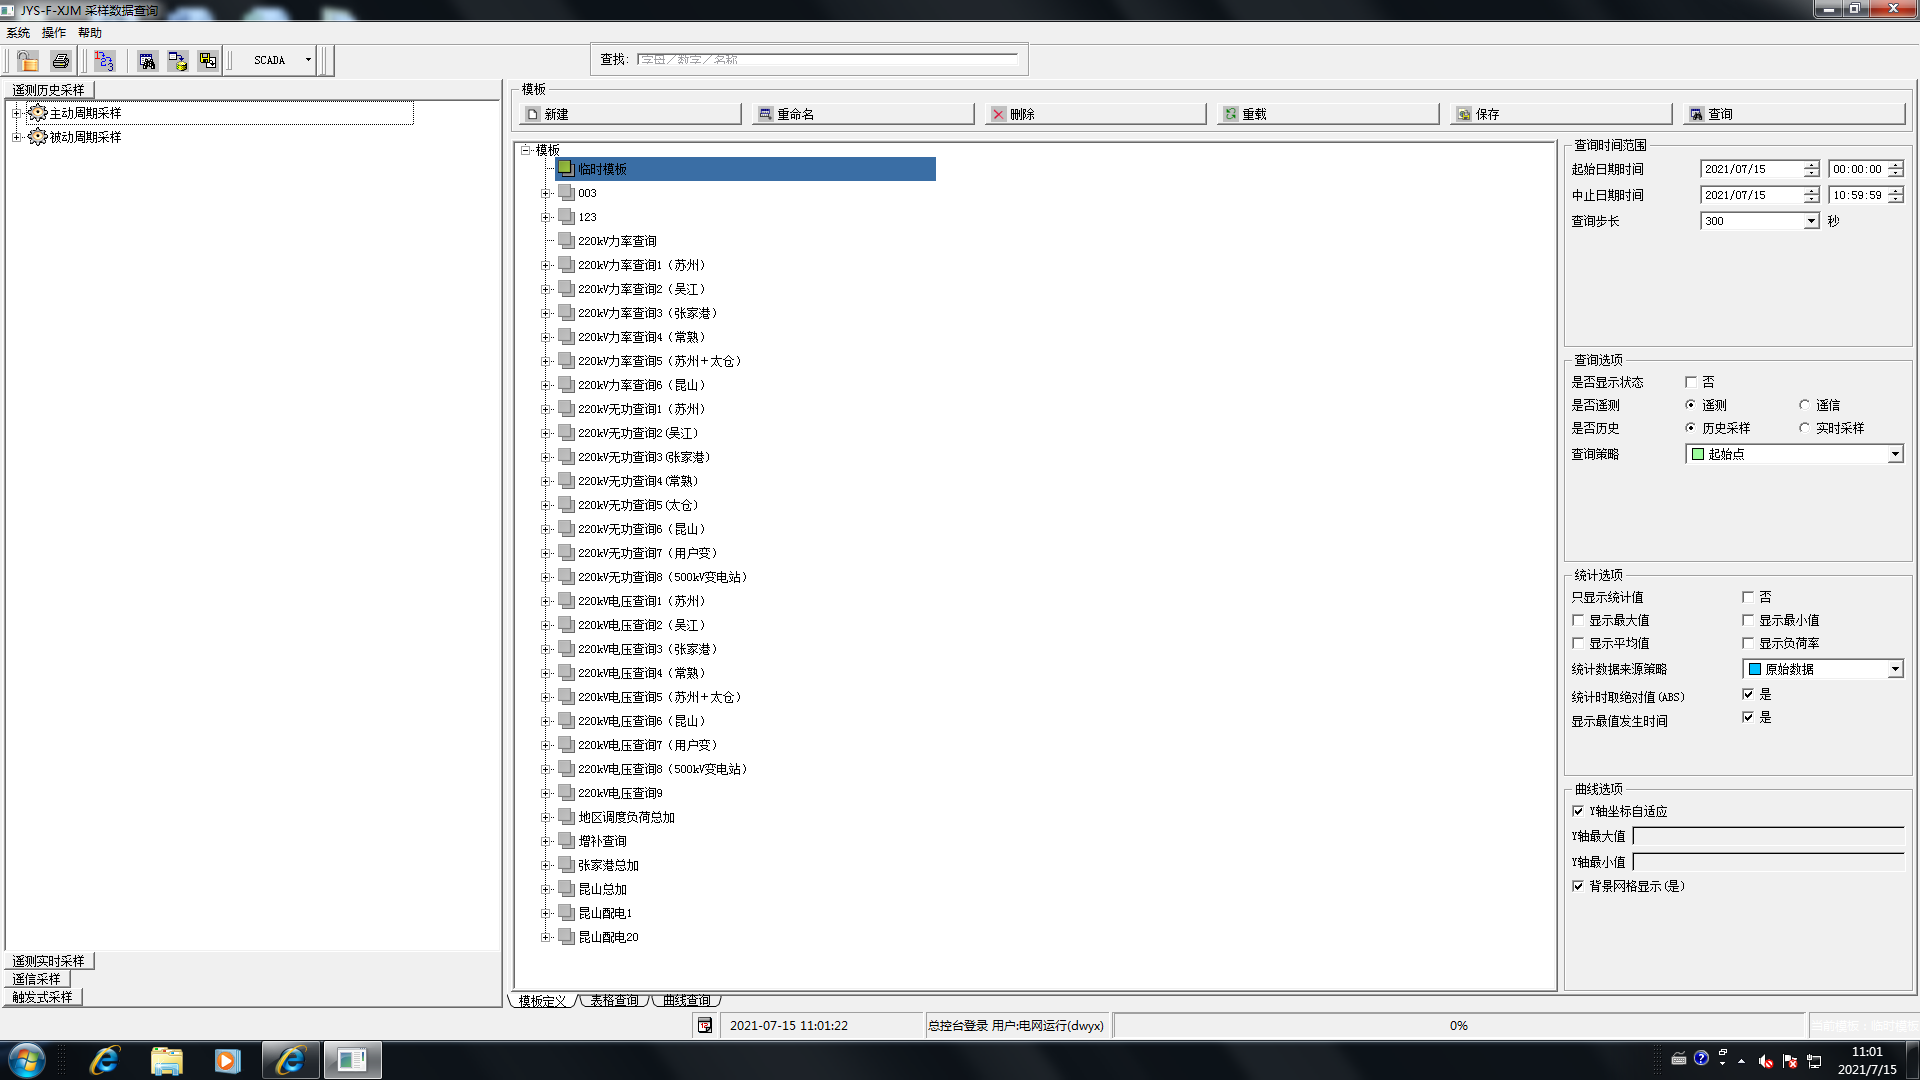 JYS-F-XJM 采样数据查询
系统 操作 帮助
SCADA
查找: 字母／数字／名称
遥测历史采样
主动周期采样
被动周期采样
遥测实时采样
遥信采样
触发式采样
模板
新建 重命名 删除 重载 保存 查询
模板
临时模板
003
123
220kV力率查询
220kV力率查询1（苏州）
220kV力率查询2（吴江）
220kV力率查询3（张家港）
220kV力率查询4（常熟）
220kV力率查询5（苏州＋太仓）
220kV力率查询6（昆山）
220kV无功查询1（苏州）
220kV无功查询2(吴江）
220kV无功查询3(张家港）
220kV无功查询4(常熟）
220kV无功查询5(太仓）
220kV无功查询6（昆山）
220kV无功查询7（用户变）
220kV无功查询8（500kV变电站）
220kV电压查询1（苏州）
220kV电压查询2（吴江）
220kV电压查询3（张家港）
220kV电压查询4（常熟）
220kV电压查询5（苏州＋太仓）
220kV电压查询6（昆山）
220kV电压查询7（用户变）
220kV电压查询8（500kV变电站）
220kV电压查询9
地区调度负荷总加
增补查询
张家港总加
昆山总加
昆山配电1
昆山配电20
模板定义 表格查询 曲线查询
查询时间范围
起始日期时间 2021/07/15 00:00:00
中止日期时间 2021/07/15 10:59:59
查询步长 300 秒
查询选项
是否显示状态 否
是否遥测 遥测 遥信
是否历史 历史采样 实时采样
查询策略 起始点
统计选项
只显示统计值 否
显示最大值 显示最小值
显示平均值 显示负荷率
统计数据来源策略 原始数据
统计时取绝对值(ABS) 是
显示最值发生时间 是
曲线选项
Y轴坐标自适应
Y轴最大值
Y轴最小值
背景网格显示(是)
2021-07-15 11:01:22 总控台登录 用户:电网运行(dwyx) 0% 当前模板：临时模板
11:01
2021/7/15